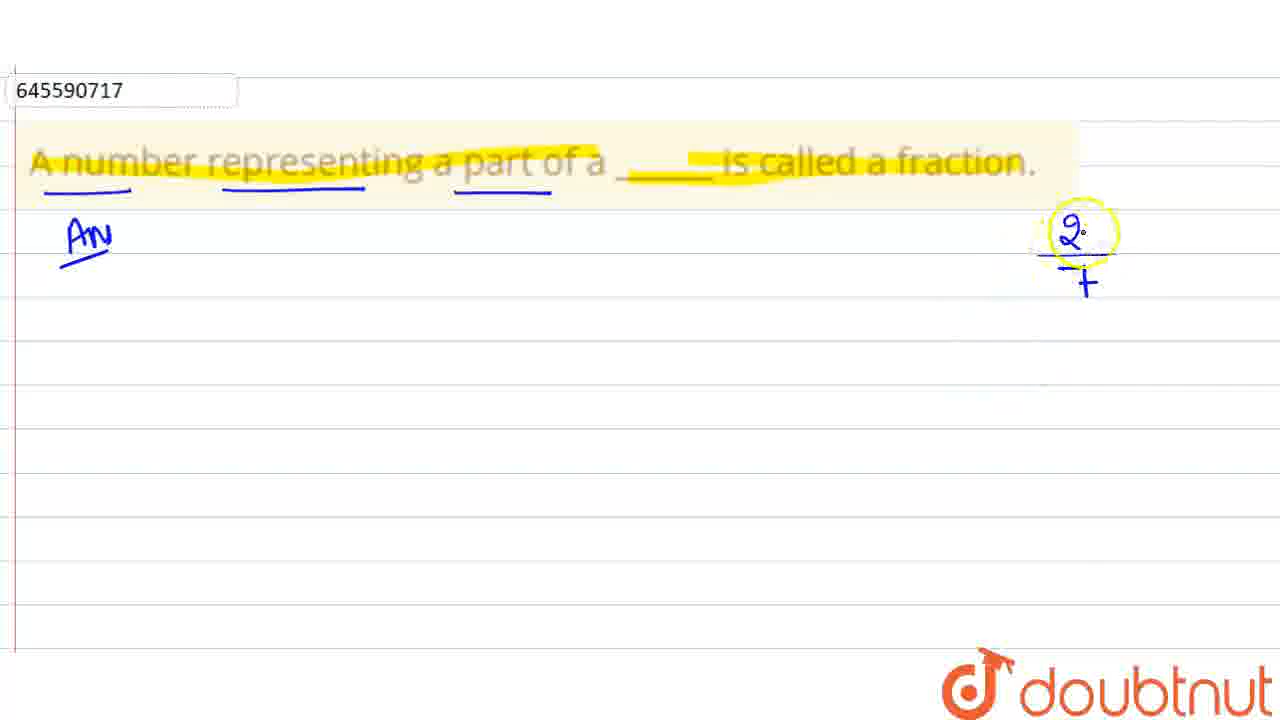 645590717
A number representing a part of a ______ is called a fraction.
AN
2
7
doubtnut